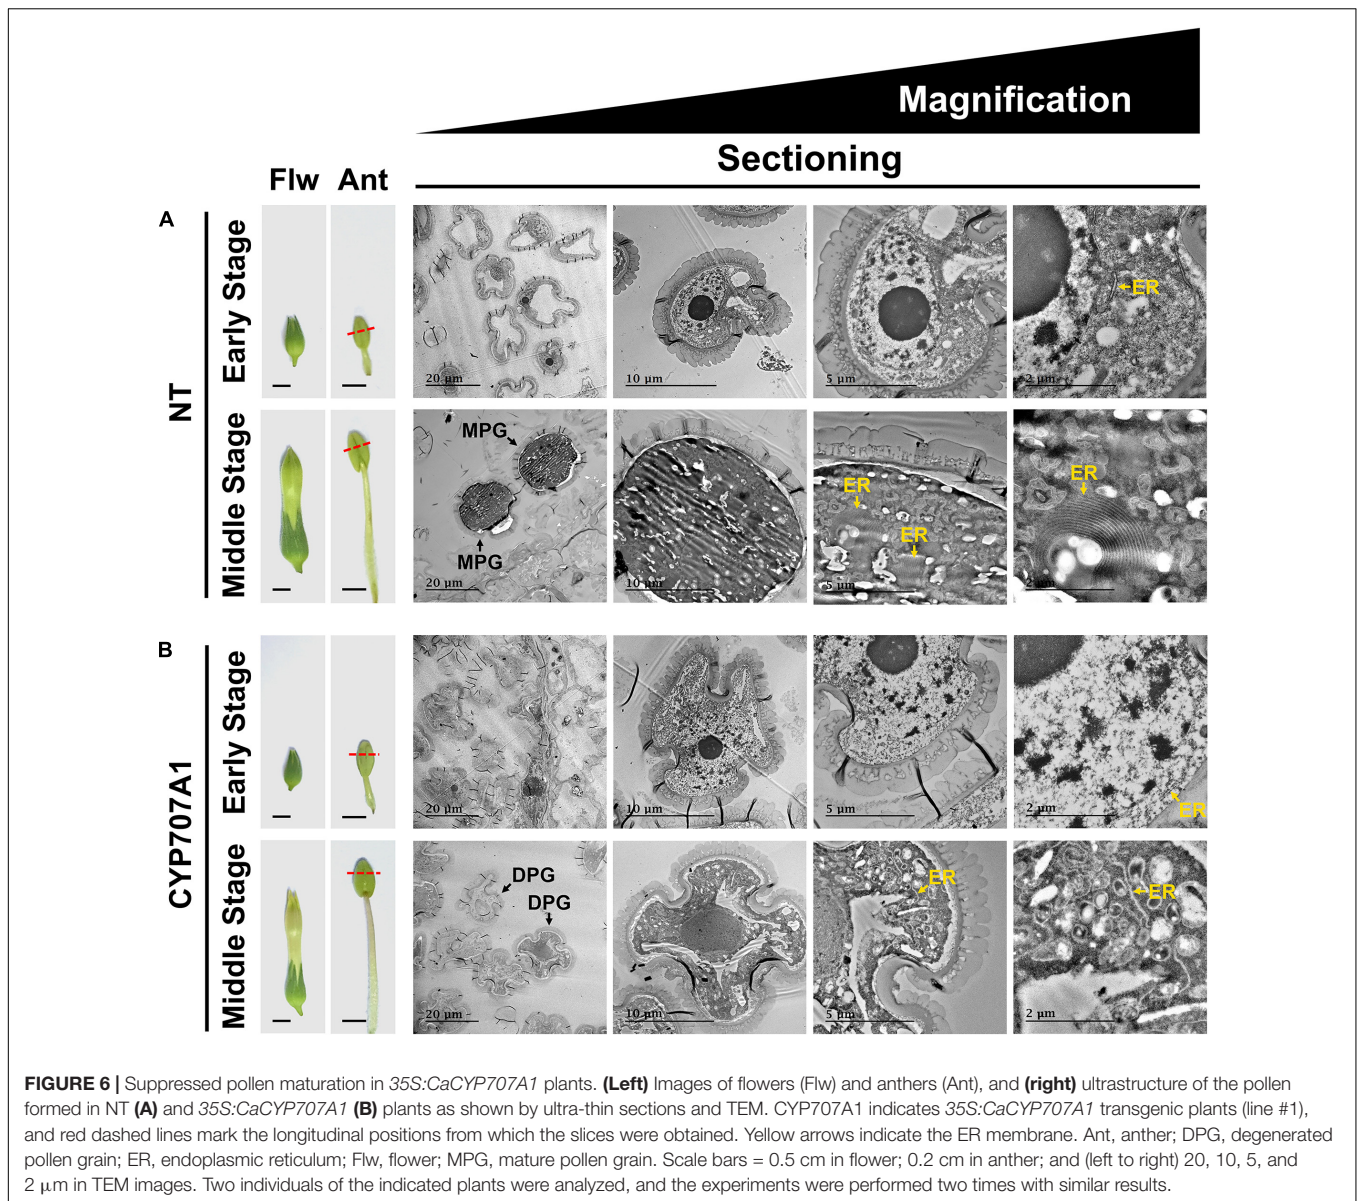 Magnification
Sectioning
Flw Ant
A
NT
Early Stage
20 µm
10 µm
5 µm
ER
2 µm
Middle Stage
MPG
MPG
20 µm
10 µm
ER
ER
5 µm
ER
2 µm
B
CYP707A1
Early Stage
20 µm
10 µm
5 µm
ER
2 µm
Middle Stage
DPG
DPG
20 µm
10 µm
ER
5 µm
ER
2 µm
FIGURE 6 | Suppressed pollen maturation in 35S:CaCYP707A1 plants. (Left) Images of flowers (Flw) and anthers (Ant), and (right) ultrastructure of the pollen
formed in NT (A) and 35S:CaCYP707A1 (B) plants as shown by ultra-thin sections and TEM. CYP707A1 indicates 35S:CaCYP707A1 transgenic plants (line #1),
and red dashed lines mark the longitudinal positions from which the slices were obtained. Yellow arrows indicate the ER membrane. Ant, anther; DPG, degenerated
pollen grain; ER, endoplasmic reticulum; Flw, flower; MPG, mature pollen grain. Scale bars = 0.5 cm in flower; 0.2 cm in anther; and (left to right) 20, 10, 5, and
2 µm in TEM images. Two individuals of the indicated plants were analyzed, and the experiments were performed two times with similar results.